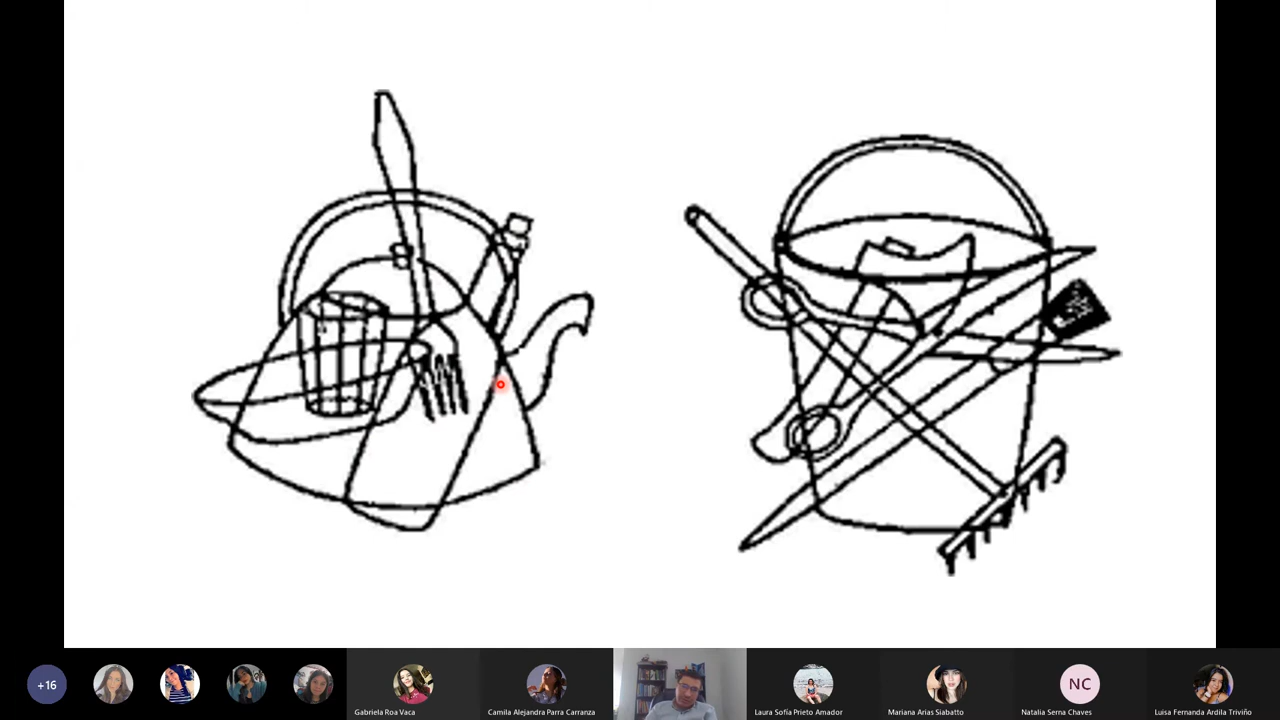 +16
Gabriela Roa Vaca
Camila Alejandra Parra Carranza
Laura Sofía Prieto Amador
Mariana Arias Siabatto
NC
Natalia Serna Chaves
Luisa Fernanda Ardila Triviño